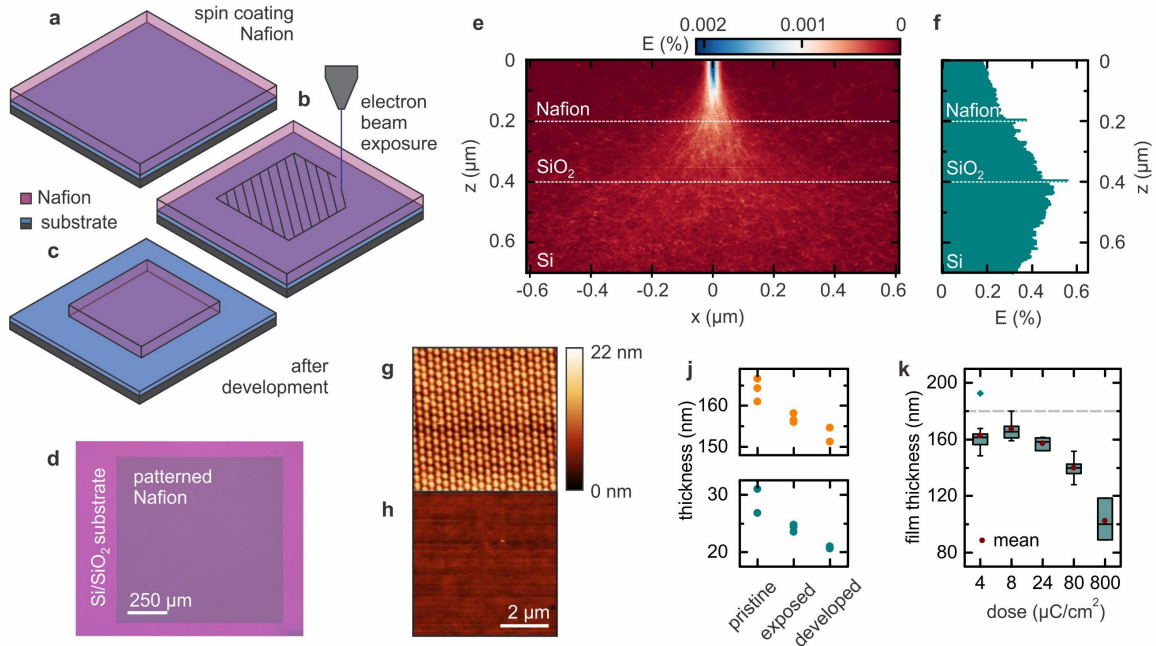 a
spin coating
Nafion
b
electron
beam
exposure
Nafion
substrate
c
after
development
d
Si/SiO₂ substrate
patterned
Nafion
250 µm
e
0.002
0.001
0
E (%)
0
0.2
0.4
0.6
z (µm)
Nafion
SiO₂
Si
-0.6
-0.4
-0.2
0
0.2
0.4
0.6
x (µm)
f
Nafion
SiO₂
Si
0
0.2
0.4
0.6
z (µm)
0
0.2
0.4
0.6
E (%)
g
22 nm
0 nm
h
2 µm
j
160
150
30
20
thickness (nm)
pristine
exposed
developed
k
200
160
120
80
film thickness (nm)
mean
4
8
24
80
800
dose (µC/cm²)